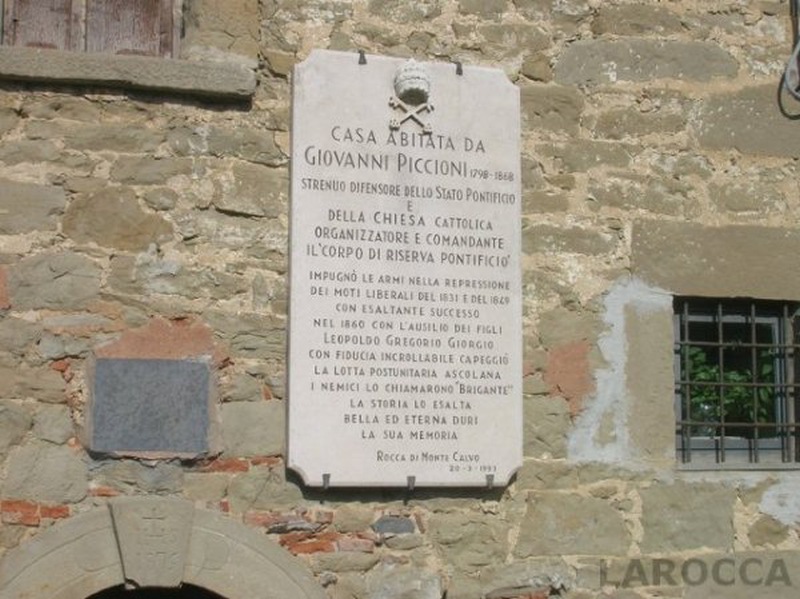 CASA ABITATA DA
GIOVANNI PICCIONI 1798-1868
STRENUO DIFENSORE DELLO STATO PONTIFICIO
E
DELLA CHIESA CATTOLICA
ORGANIZZATORE E COMANDANTE
IL "CORPO DI RISERVA PONTIFICIO"
IMPUGNÒ LE ARMI NELLA REPRESSIONE
DEI MOTI LIBERALI DEL 1831 E DEL 1849
CON ESALTANTE SUCCESSO
NEL 1860 CON L'AUSILIO DEI FIGLI
LEOPOLDO GREGORIO GIORGIO
CON FIDUCIA INCROLLABILE CAPEGGIÒ
LA LOTTA POSTUNITARIA ASCOLANA
I NEMICI LO CHIAMARONO "BRIGANTE"
LA STORIA LO ESALTA
BELLA ED ETERNA DURI
LA SUA MEMORIA
ROCCA DI MONTE CALVO
LAROCCA